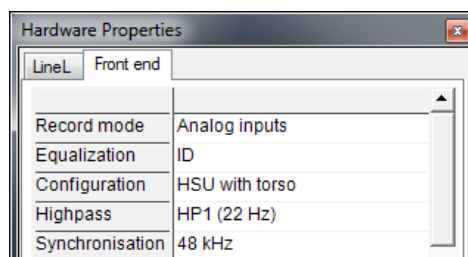 Hardware Properties
LineL Front end
Record mode Analog inputs
Equalization ID
Configuration HSU with torso
Highpass HP1 (22 Hz)
Synchronisation 48 kHz